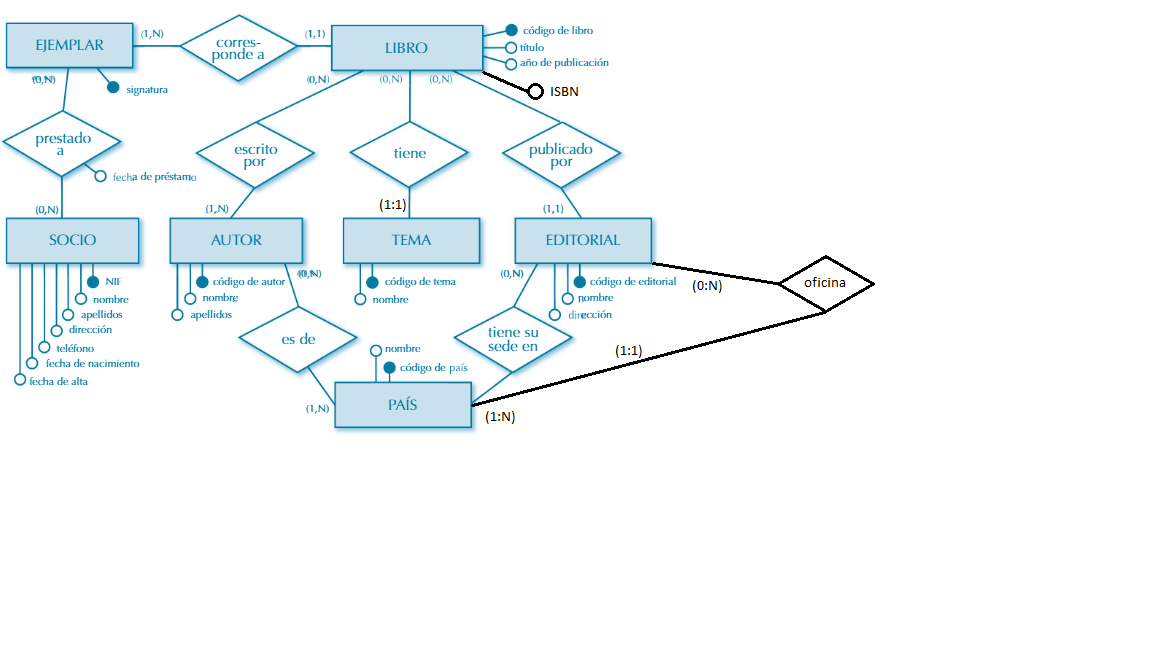 EJEMPLAR
(1,N)
corres-
ponde a
(1,1)
LIBRO
código de libro
título
año de publicación
ISBN
(0,N)
signatura
(0,N)
(0,N)
(0,N)
prestado
a
fecha de préstamo
escrito
por
tiene
publicado
por
(0,N)
(1,N)
(1:1)
(1,1)
SOCIO
AUTOR
TEMA
EDITORIAL
NIF
nombre
apellidos
dirección
teléfono
fecha de nacimiento
fecha de alta
código de autor
nombre
apellidos
(0,N)
código de tema
nombre
(0,N)
código de editorial
nombre
dirección
(0:N)
oficina
es de
tiene su
sede en
nombre
código de país
(1:1)
(1,N)
PAÍS
(1:N)